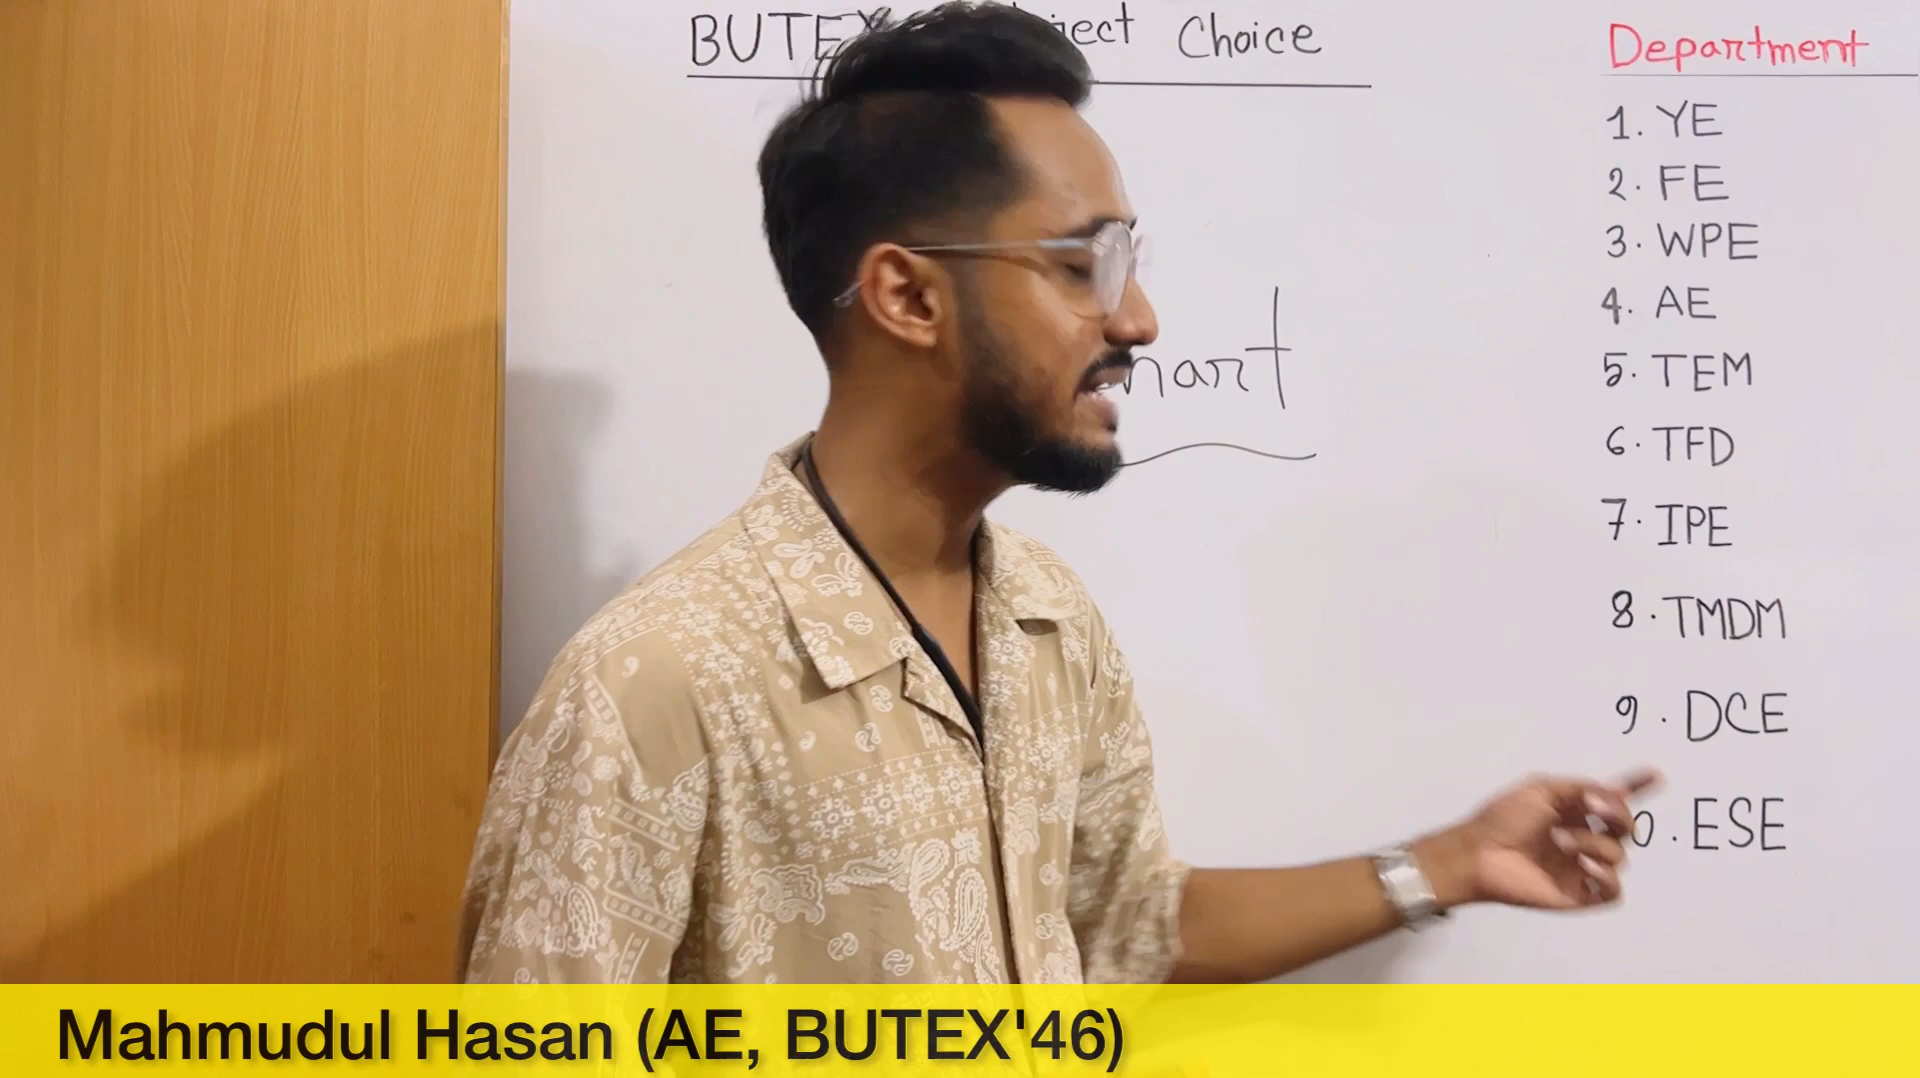 BUTEX Choice
Department
1. YE
2. FE
3. WPE
4. AE
5. TEM
6. TFD
7. IPE
8. TMDM
9. DCE
ESE
Mahmudul Hasan (AE, BUTEX'46)